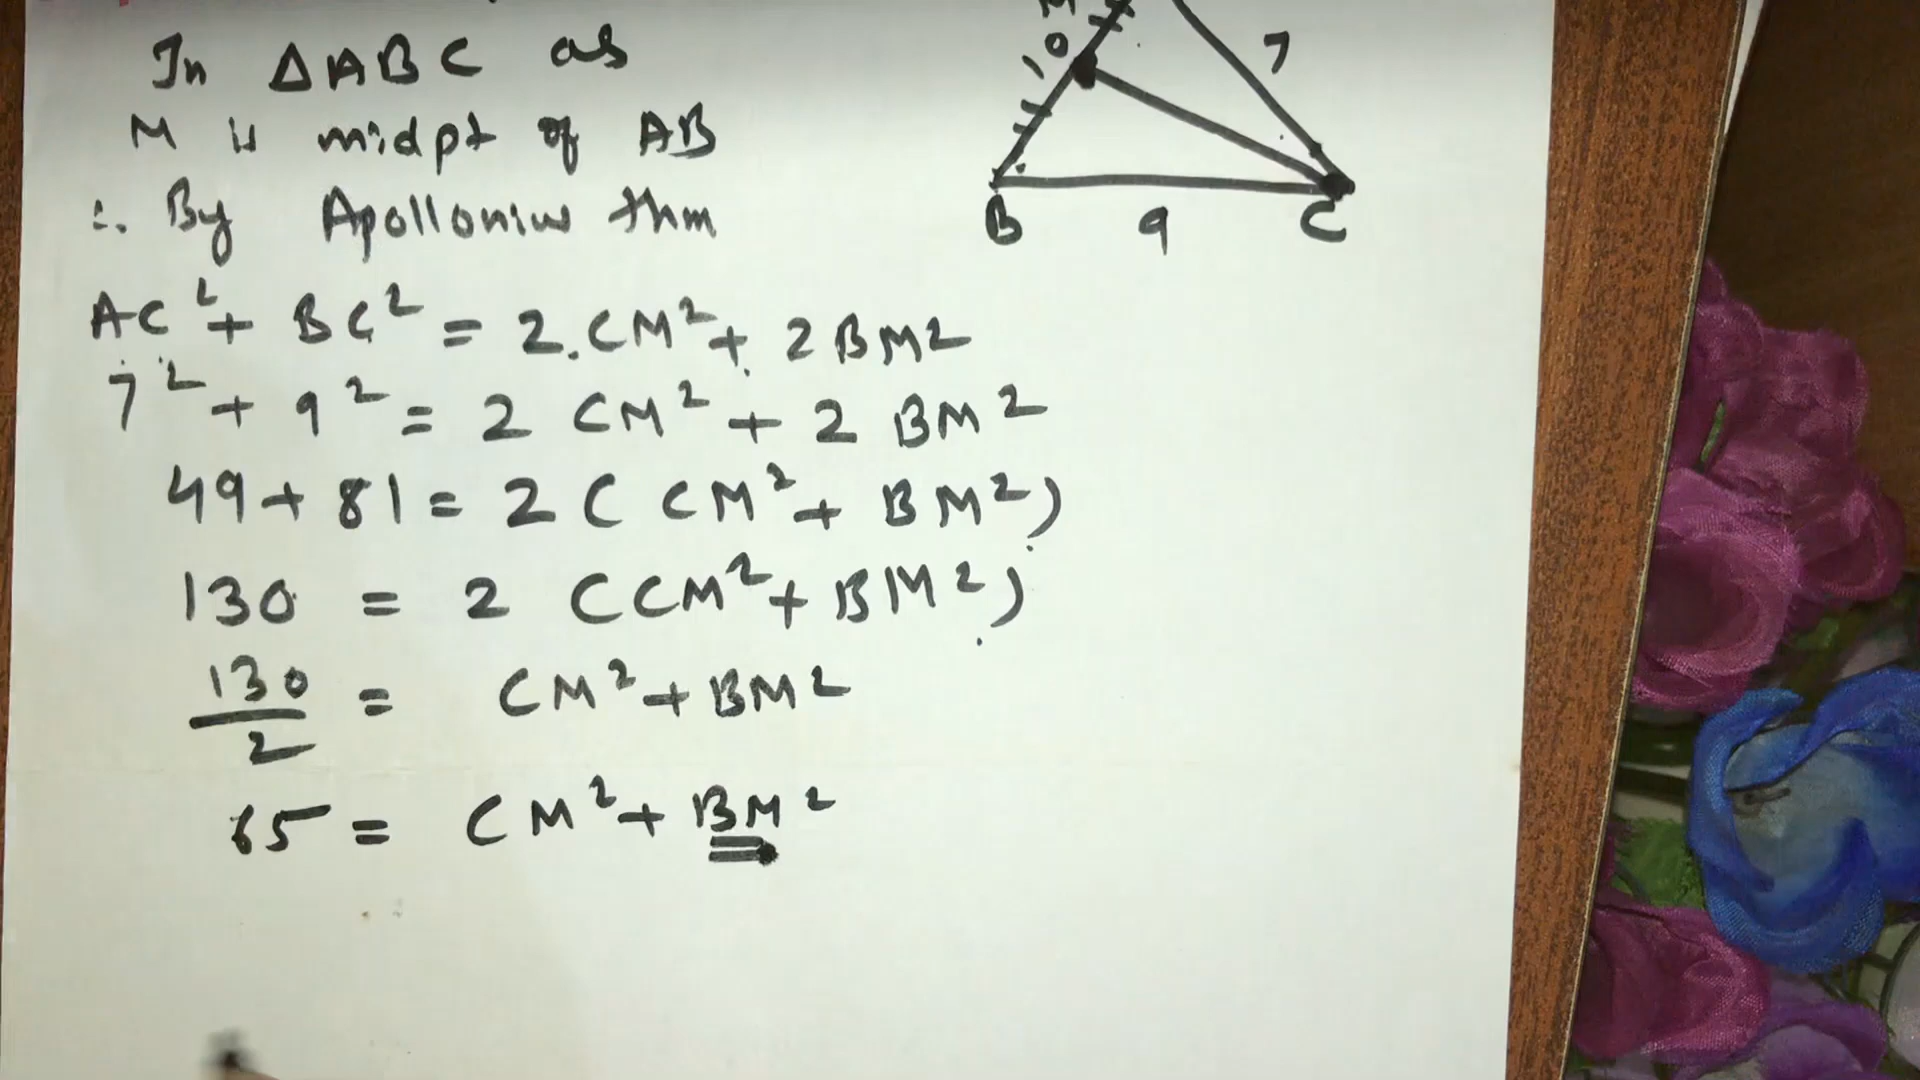 In ΔABC as
M is midpt of AB
∴ By Apollonius thm
AC² + BC² = 2.CM² + 2BM2
7² + 9² = 2 CM² + 2 BM²
49 + 81 = 2 ( CM² + BM²)
130 = 2 (CM² + BM²)
130/2 = CM² + BM²
65 = CM² + BM²
M
10
7
B
9
C